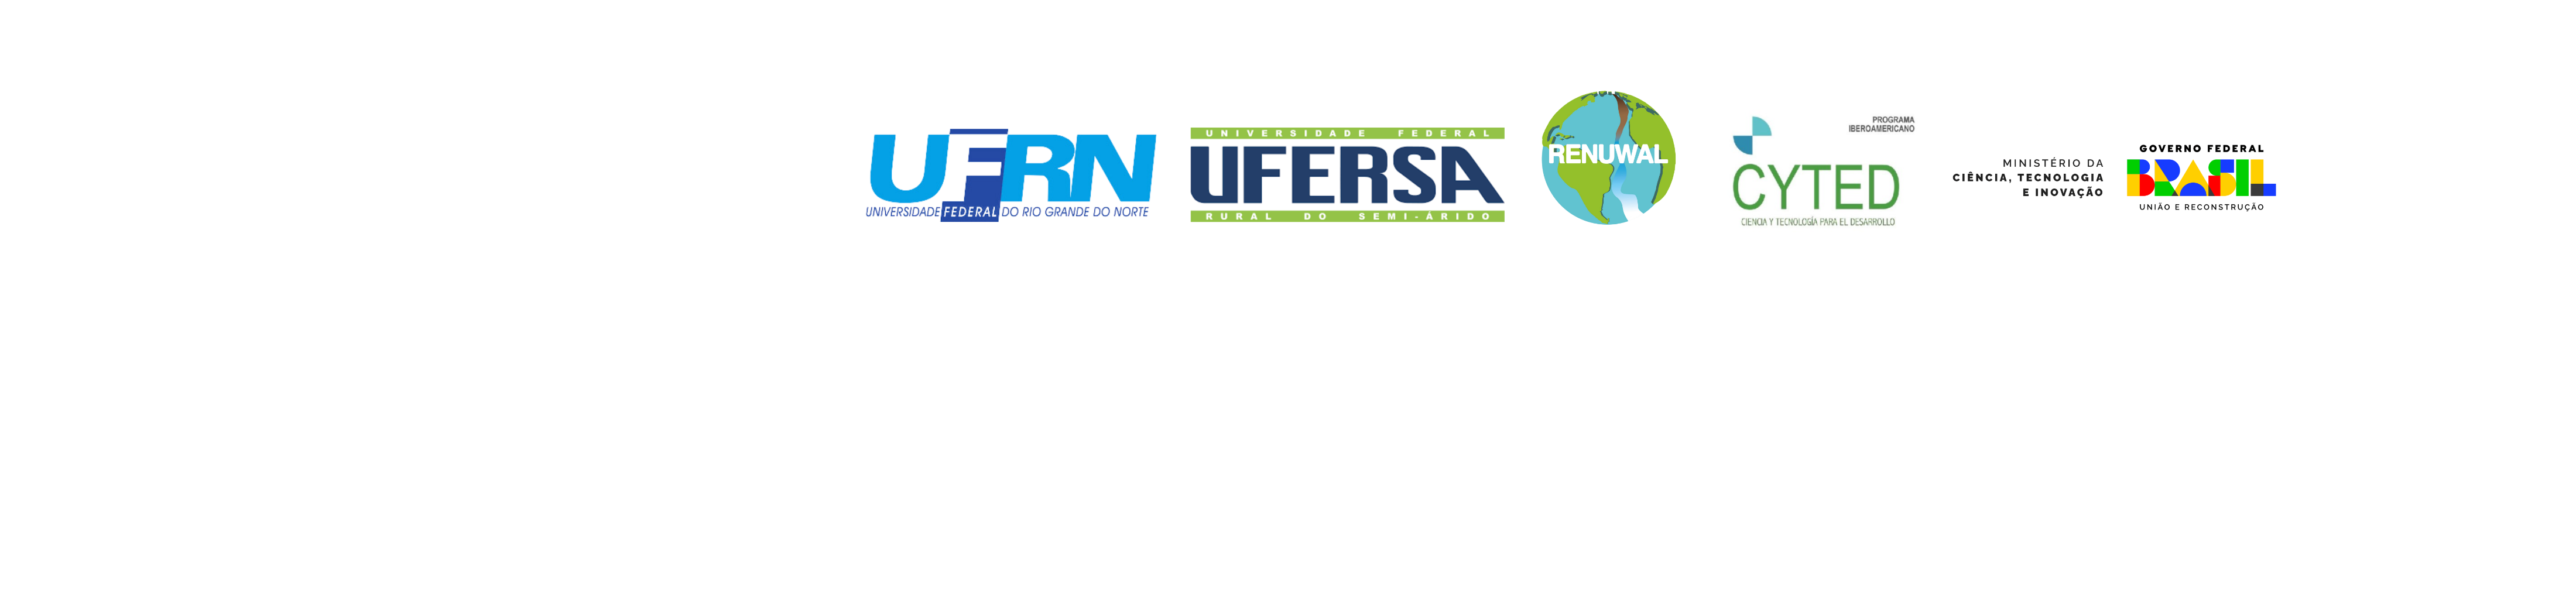 UFRN
UNIVERSIDADE FEDERAL DO RIO GRANDE DO NORTE
UNIVERSIDADE FEDERAL
UFERSA
RURAL DO SEMI-ÁRIDO
RENUWAL
PROGRAMA
IBEROAMERICANO
CYTED
CIENCIA Y TECNOLOGÍA PARA EL DESARROLLO
MINISTÉRIO DA
CIÊNCIA, TECNOLOGIA
E INOVAÇÃO
GOVERNO FEDERAL
BRASIL
UNIÃO E RECONSTRUÇÃO